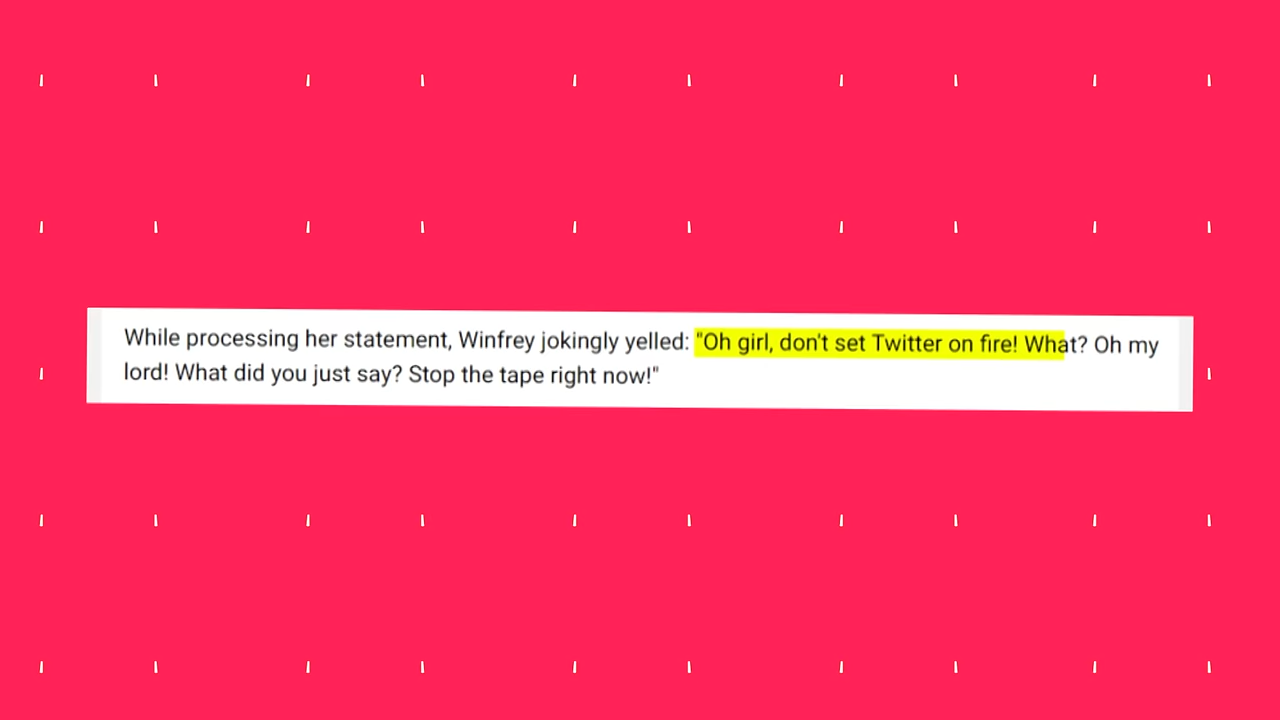 While processing her statement, Winfrey jokingly yelled: "Oh girl, don't set Twitter on fire! What? Oh my
lord! What did you just say? Stop the tape right now!"